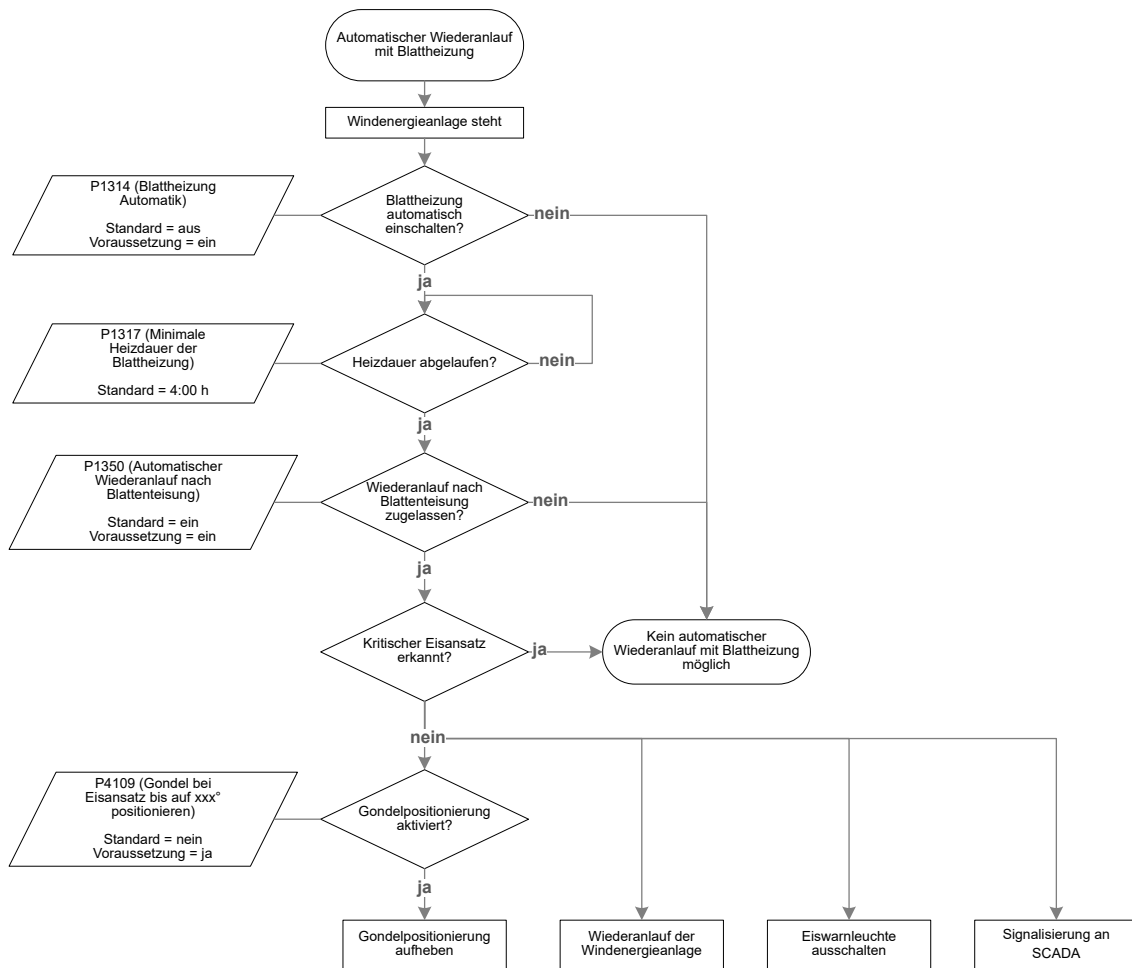 Automatischer Wiederanlauf
mit Blattheizung
Windenergieanlage steht
P1314 (Blattheizung
Automatik)
Standard = aus
Voraussetzung = ein
Blattheizung
automatisch
einschalten?
nein
ja
P1317 (Minimale
Heizdauer der
Blattheizung)
Standard = 4:00 h
Heizdauer abgelaufen?
nein
ja
P1350 (Automatischer
Wiederanlauf nach
Blattenteisung)
Standard = ein
Voraussetzung = ein
Wiederanlauf nach
Blattenteisung
zugelassen?
nein
ja
Kritischer Eisansatz
erkannt?
ja
Kein automatischer
Wiederanlauf mit Blattheizung
möglich
nein
P4109 (Gondel bei
Eisansatz bis auf xxx°
positionieren)
Standard = nein
Voraussetzung = ja
Gondelpositionierung
aktiviert?
ja
Gondelpositionierung
aufheben
Wiederanlauf der
Windenergieanlage
Eiswarnleuchte
ausschalten
Signalisierung an
SCADA